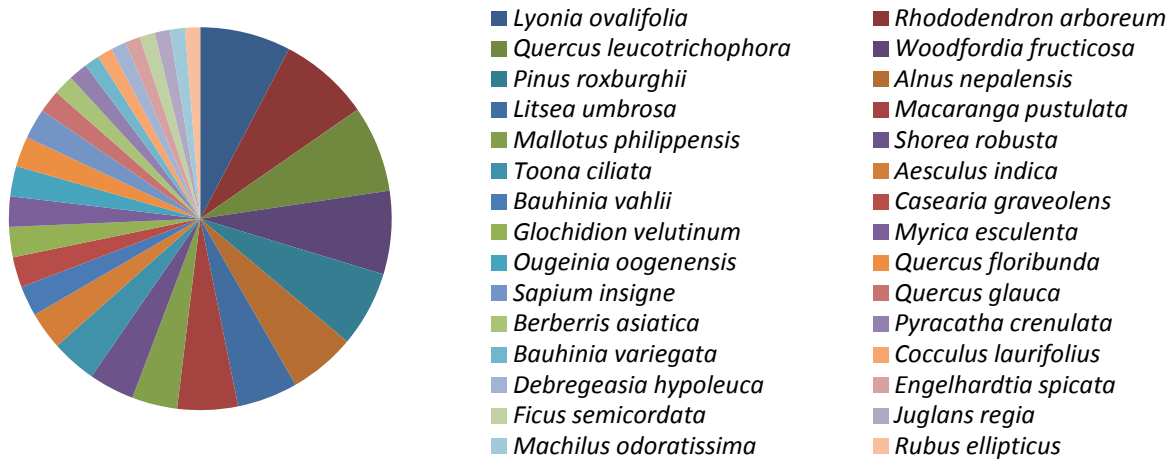 Lyonia ovalifolia
Rhododendron arboreum
Quercus leucotrichophora
Woodfordia fructicosa
Pinus roxburghii
Alnus nepalensis
Litsea umbrosa
Macaranga pustulata
Mallotus philippensis
Shorea robusta
Toona ciliata
Aesculus indica
Bauhinia vahlii
Casearia graveolens
Glochidion velutinum
Myrica esculenta
Ougeinia oogenensis
Quercus floribunda
Sapium insigne
Quercus glauca
Berberris asiatica
Pyracatha crenulata
Bauhinia variegata
Cocculus laurifolius
Debregeasia hypoleuca
Engelhardtia spicata
Ficus semicordata
Juglans regia
Machilus odoratissima
Rubus ellipticus